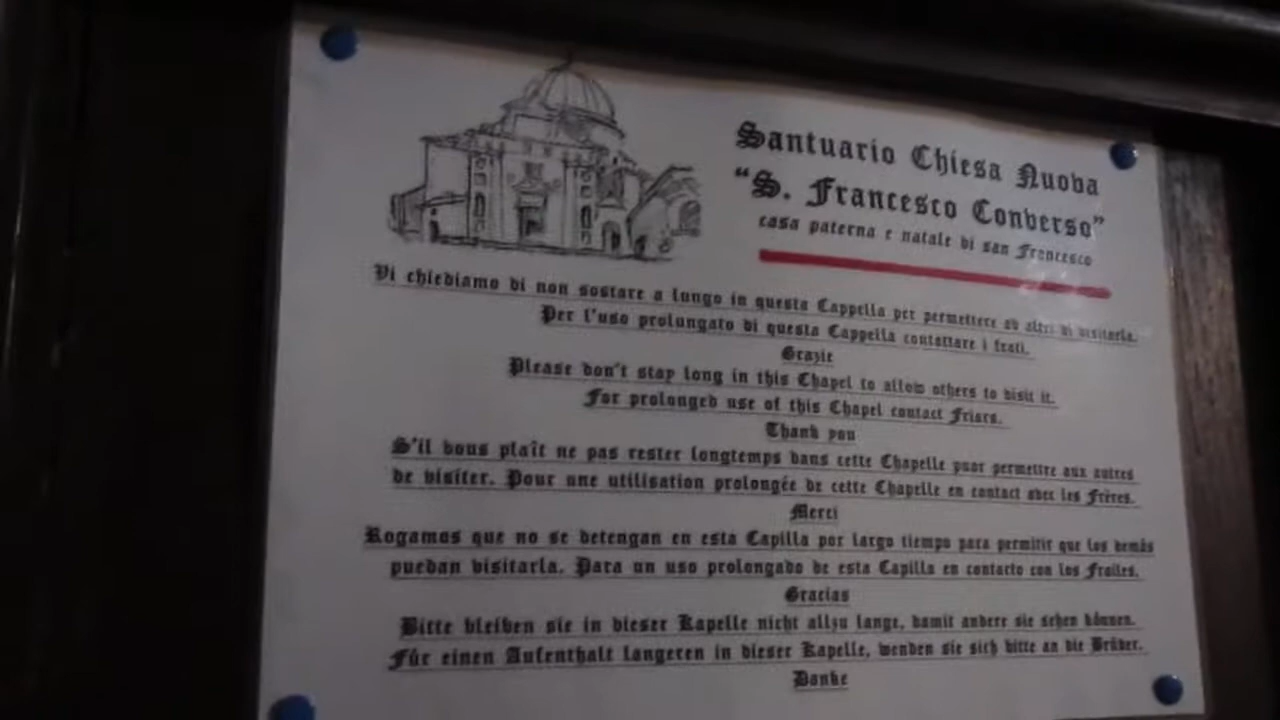 Santuario Chiesa Nuova
"S. Francesco Converso"
casa paterna e natale di san Francesco
Vi chiediamo di non sostare a lungo in questa Cappella per permettere ad altri di visitarla.
Per l'uso prolungato di questa Cappella contattare i frati.
Grazie
Please don't stay long in this Chapel to allow others to visit it.
For prolonged use of this Chapel contact Friars.
Thank you
S'il vous plaît ne pas rester longtemps dans cette Chapelle pour permettre aux autres
de visiter. Pour une utilisation prolongée de cette Chapelle en contact avec les Frères.
Merci
Rogamos que no se detengan en esta Capilla por largo tiempo para permitir que los demás
puedan visitarla. Para un uso prolongado de esta Capilla en contacto con los Frailes.
Gracias
Bitte bleiben sie in dieser Kapelle nicht allzu lange, damit andere sie sehen können.
Für einen Aufenthalt langeren in dieser Kapelle, wenden sie sich bitte an die Brüder.
Danke